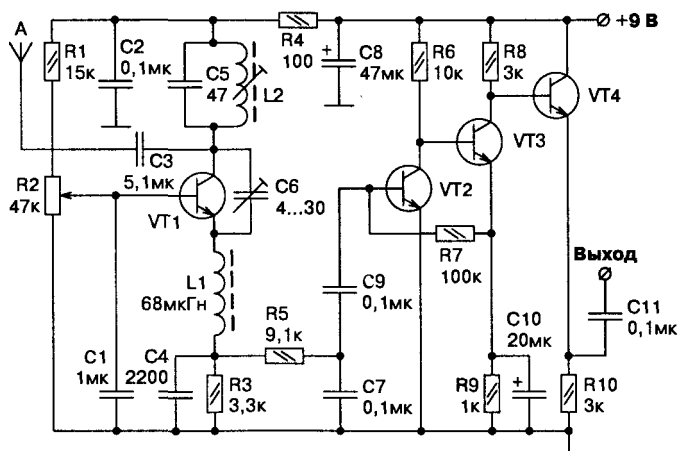 A
R1
15к
C2
0,1мк
C5
47
L2
R4
100
+
C8
47мк
R6
10к
R8
3к
+9 В
VT4
VT3
C3
5,1мк
R2
47к
VT1
C6
4...30
VT2
R7
100к
L1
68мкГн
R5
9,1к
C9
0,1мк
Выход
C11
0,1мк
C10
20мк
C1
1мк
C4
2200
R3
3,3к
C7
0,1мк
R9
1к
+
R10
3к